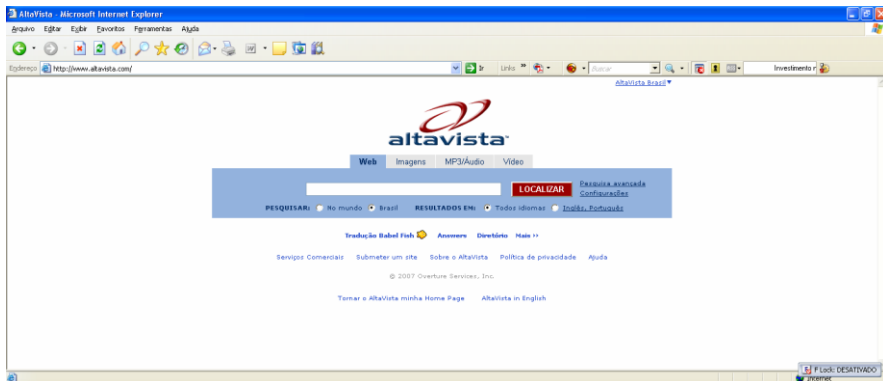 AltaVista - Microsoft Internet Explorer
Arquivo Editar Exibir Favoritos Ferramentas Ajuda
Endereço http://www.altavista.com/ Ir Links » Buscar Investimento r
AltaVista Brasil
altavista
Web Imagens MP3/Áudio Vídeo
LOCALIZAR Pesquisa avançada
Configurações
PESQUISAR: No mundo Brasil RESULTADOS EM: Todos idiomas Inglês, Português
Tradução Babel Fish Answers Diretório Mais ››
Serviços Comerciais Submeter um site Sobre o AltaVista Política de privacidade Ajuda
© 2007 Overture Services, Inc.
Tornar o AltaVista minha Home Page AltaVista in English
F Lock: DESATIVADO
Internet